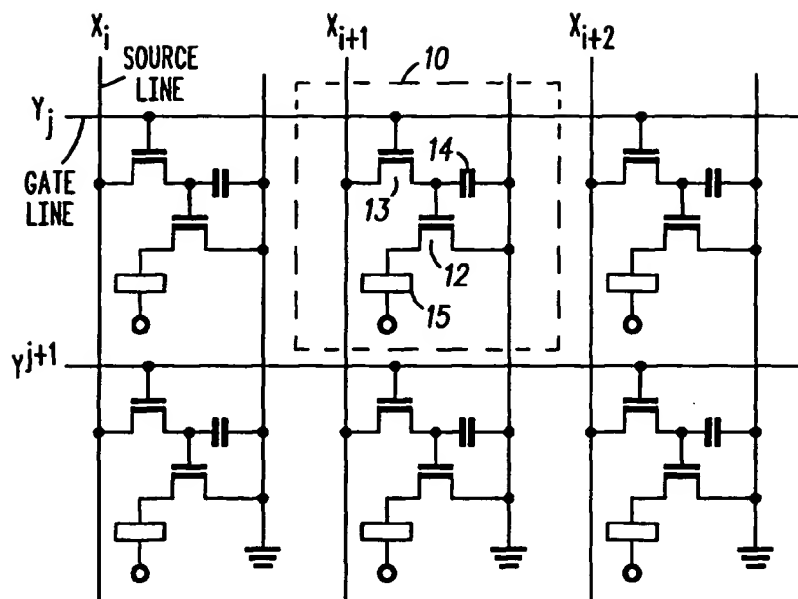 Xi Xi+1 Xi+2
10
SOURCE
LINE
Yj
14
GATE
LINE
13
12
15
Yj+1